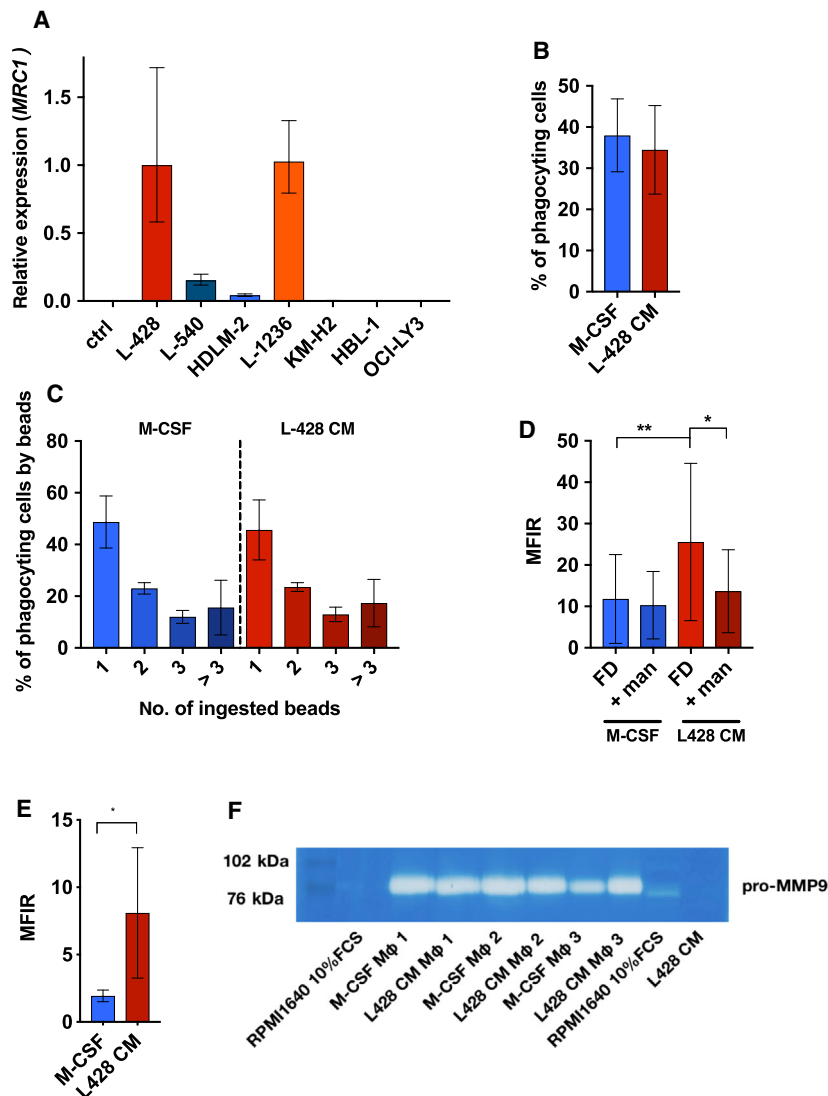 A
Relative expression (MRC1)
1.5
1.0
0.5
0.0
ctrl
L-428
L-540
HDLM-2
L-1236
KM-H2
HBL-1
OCI-LY3
B
% of phagocyting cells
50
40
30
20
10
0
M-CSF
L-428 CM
C
% of phagocyting cells by beads
M-CSF
L-428 CM
80
60
40
20
0
1
2
3
> 3
1
2
3
> 3
No. of ingested beads
D
MFIR
50
40
30
20
10
0
**
*
FD
+ man
FD
+ man
M-CSF
L428 CM
E
MFIR
15
10
5
0
*
M-CSF
L428 CM
F
102 kDa
76 kDa
pro-MMP9
RPMI1640 10%FCS
M-CSF Mφ 1
L428 CM Mφ 1
M-CSF Mφ 2
L428 CM Mφ 2
M-CSF Mφ 3
L428 CM Mφ 3
RPMI1640 10%FCS
L428 CM